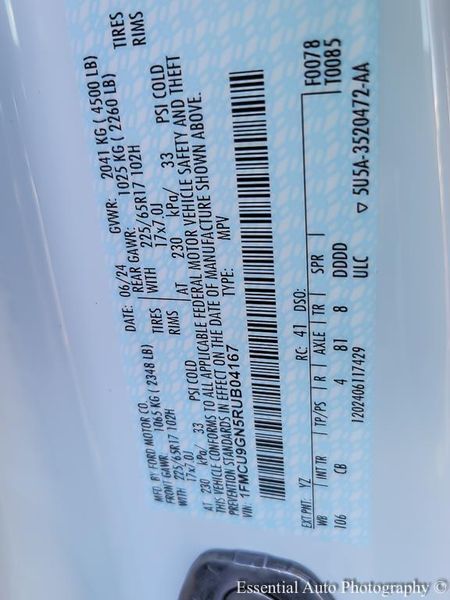 MFD. BY FORD MOTOR CO. DATE: 06/24 GVWR: 2041 KG ( 4500 LB)
FRONT GAWR: 1065 KG ( 2348 LB) REAR GAWR: 1025 KG ( 2260 LB)
WITH 225/65R17 102H TIRES WITH 225/65R17 102H TIRES
17x7.0J RIMS 17x7.0J RIMS
AT 230 kPa/ 33 PSI COLD AT 230 kPa/ 33 PSI COLD
THIS VEHICLE CONFORMS TO ALL APPLICABLE FEDERAL MOTOR VEHICLE SAFETY AND THEFT
PREVENTION STANDARDS IN EFFECT ON THE DATE OF MANUFACTURE SHOWN ABOVE.
VIN: 1FMCU9GN5RUB04167 TYPE: MPV
F0078
T0085
EXT PNT: YZ RC: 41 DSO:
WB INT TR TP/PS R AXLE TR SPR
106 CB 4 81 8 DDDD
1202406117429 ULC
▽ 5U5A-3520472-AA
Essential Auto Photography ©